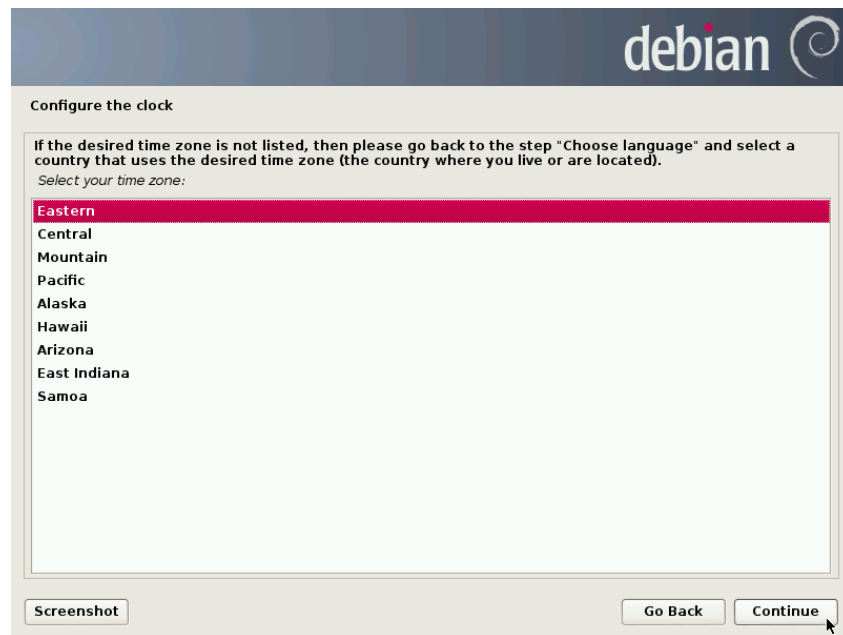 debian
Configure the clock
If the desired time zone is not listed, then please go back to the step "Choose language" and select a
country that uses the desired time zone (the country where you live or are located).
Select your time zone:
Eastern
Central
Mountain
Pacific
Alaska
Hawaii
Arizona
East Indiana
Samoa
Screenshot
Go Back
Continue